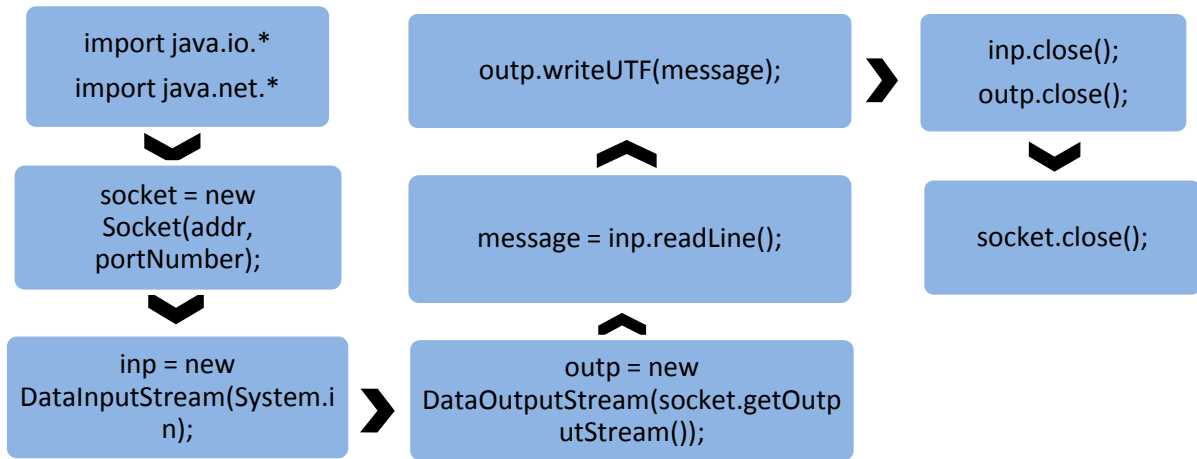 import java.io.*
import java.net.*
socket = new
Socket(addr,
portNumber);
inp = new
DataInputStream(System.i
n);
outp = new
DataOutputStream(socket.getOutp
utStream());
message = inp.readLine();
outp.writeUTF(message);
inp.close();
outp.close();
socket.close();